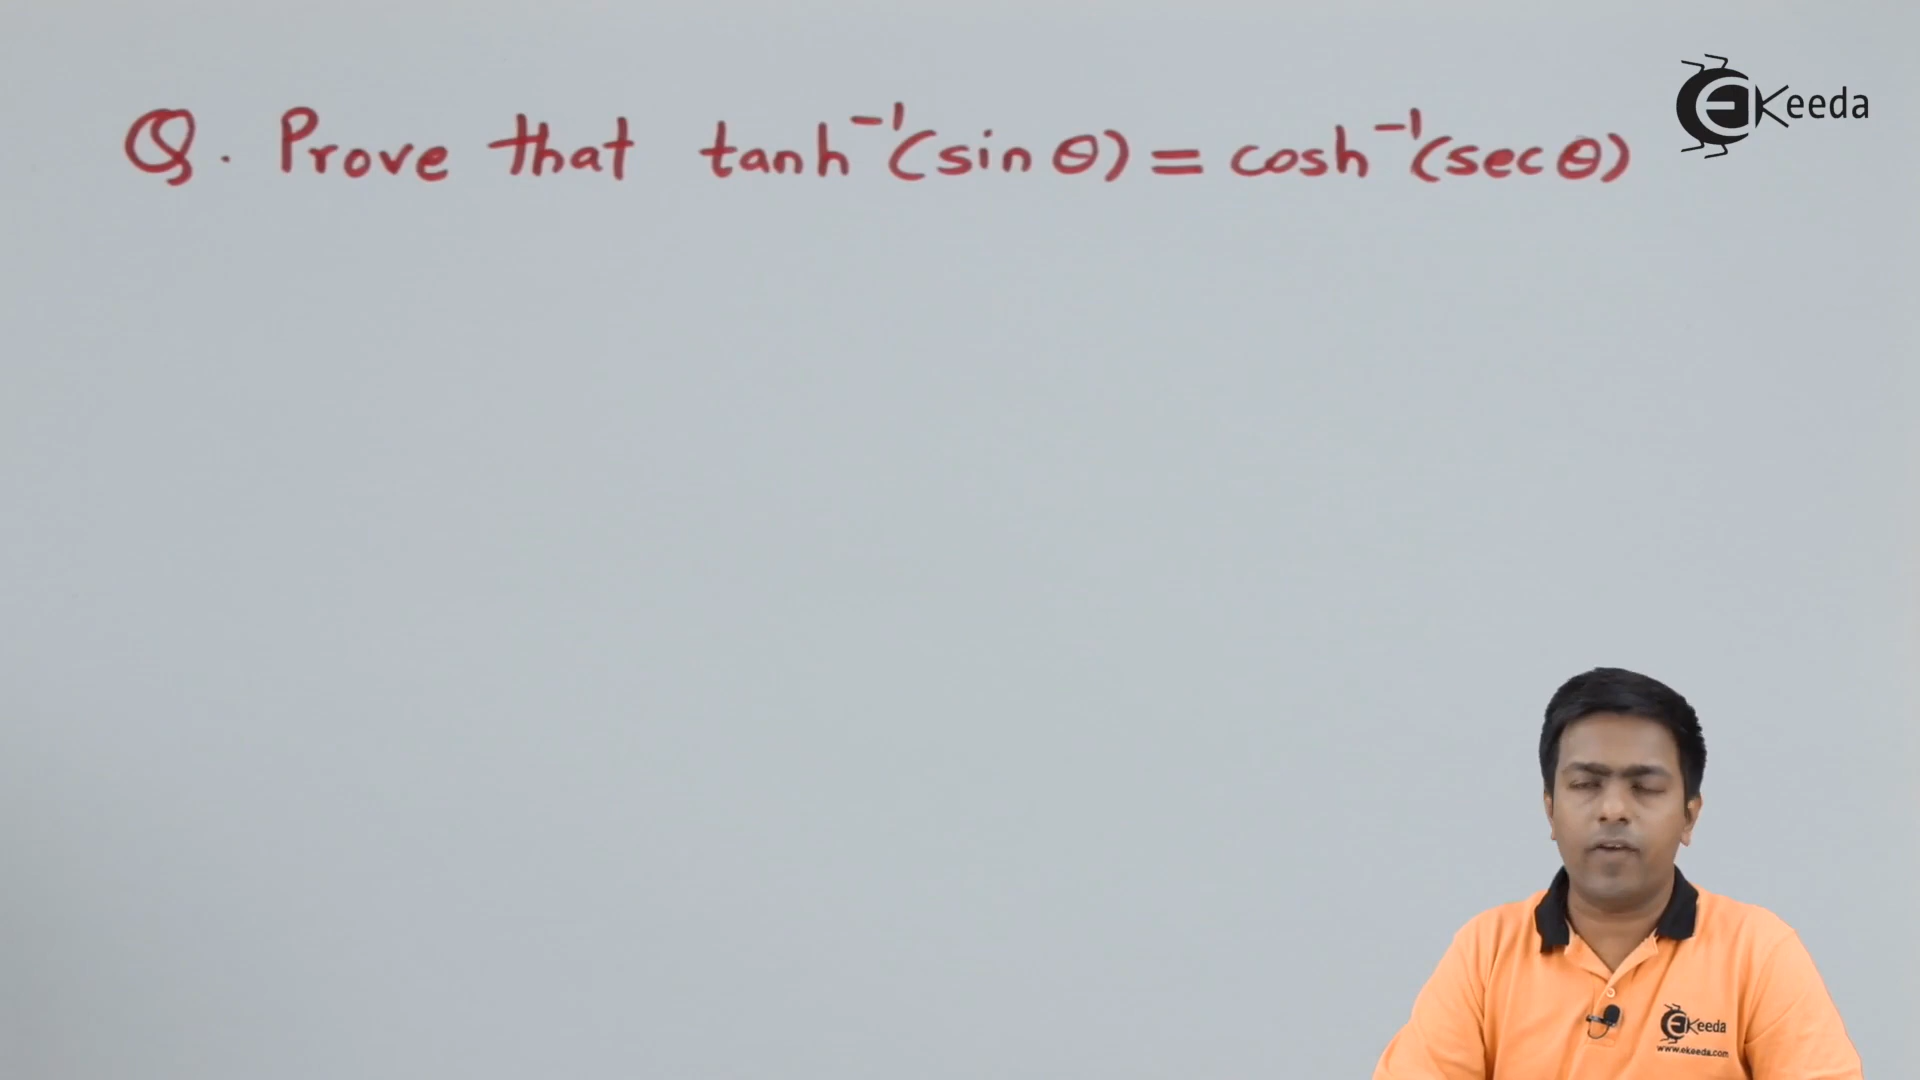 Q. Prove that tanh⁻¹(sin θ) = cosh⁻¹(sec θ)
EKeeda
EKeeda
www.ekeeda.com